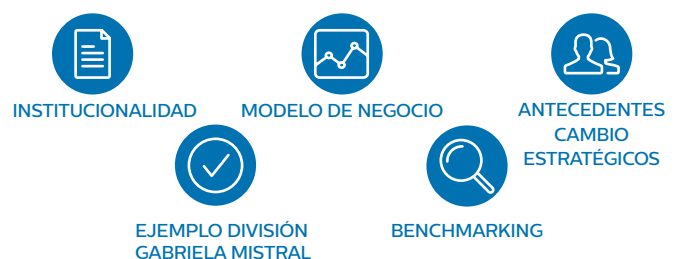 INSTITUCIONALIDAD
MODELO DE NEGOCIO
ANTECEDENTES
CAMBIO
ESTRATÉGICOS
EJEMPLO DIVISIÓN
GABRIELA MISTRAL
BENCHMARKING